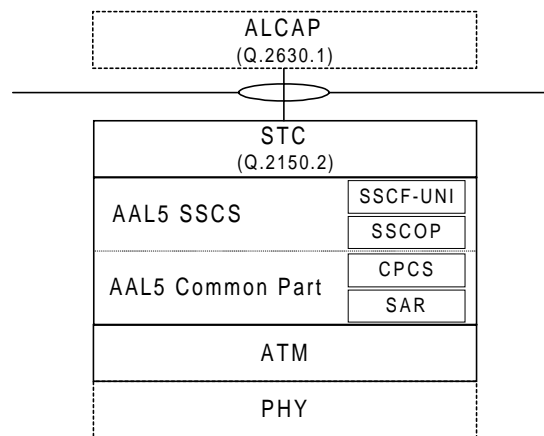 ALCAP
(Q.2630.1)
STC
(Q.2150.2)
AAL5 SSCS
SSCF-UNI
SSCOP
AAL5 Common Part
CPCS
SAR
ATM
PHY